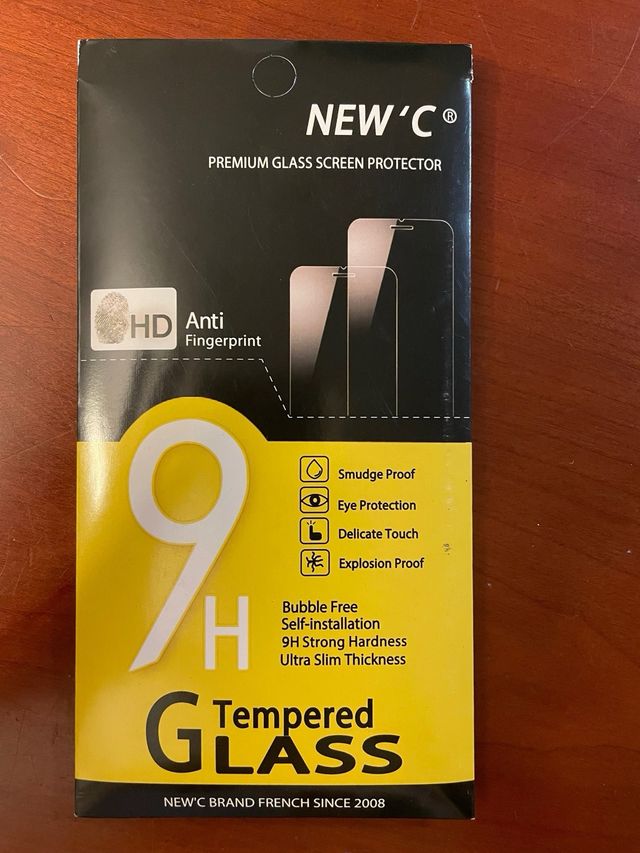 NEW 'C ®
PREMIUM GLASS SCREEN PROTECTOR
HD
Anti
Fingerprint
9H
Smudge Proof
Eye Protection
Delicate Touch
Explosion Proof
Bubble Free
Self-installation
9H Strong Hardness
Ultra Slim Thickness
Tempered
GLASS
NEW'C BRAND FRENCH SINCE 2008